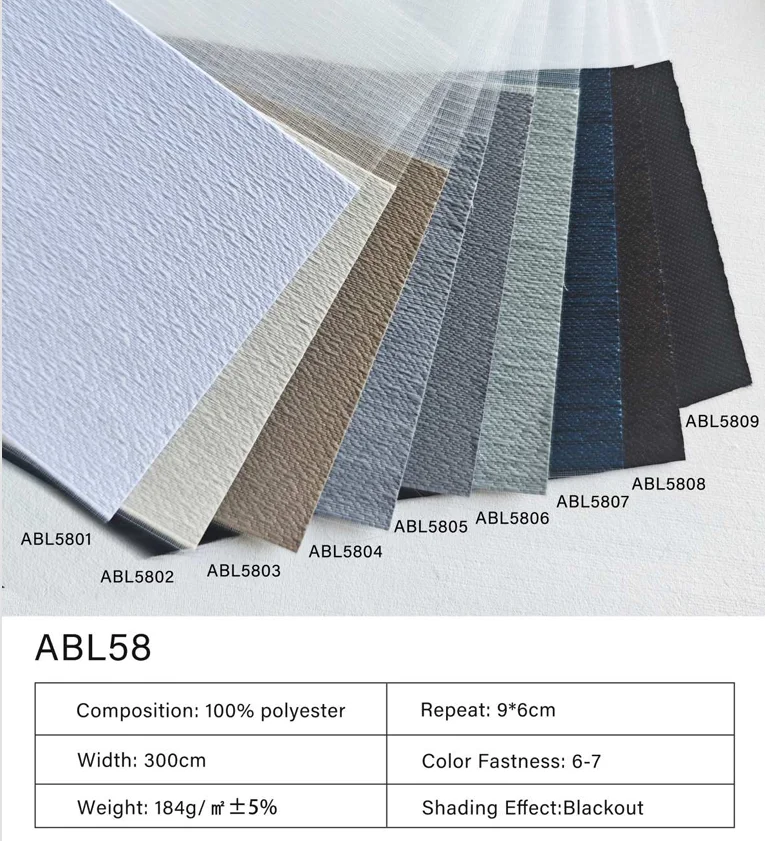 ABL5809
ABL5808
ABL5807
ABL5806
ABL5805
ABL5804
ABL5803
ABL5802
ABL5801
ABL58
Composition: 100% polyester
Repeat: 9*6cm
Width: 300cm
Color Fastness: 6-7
Weight: 184g/㎡±5%
Shading Effect:Blackout